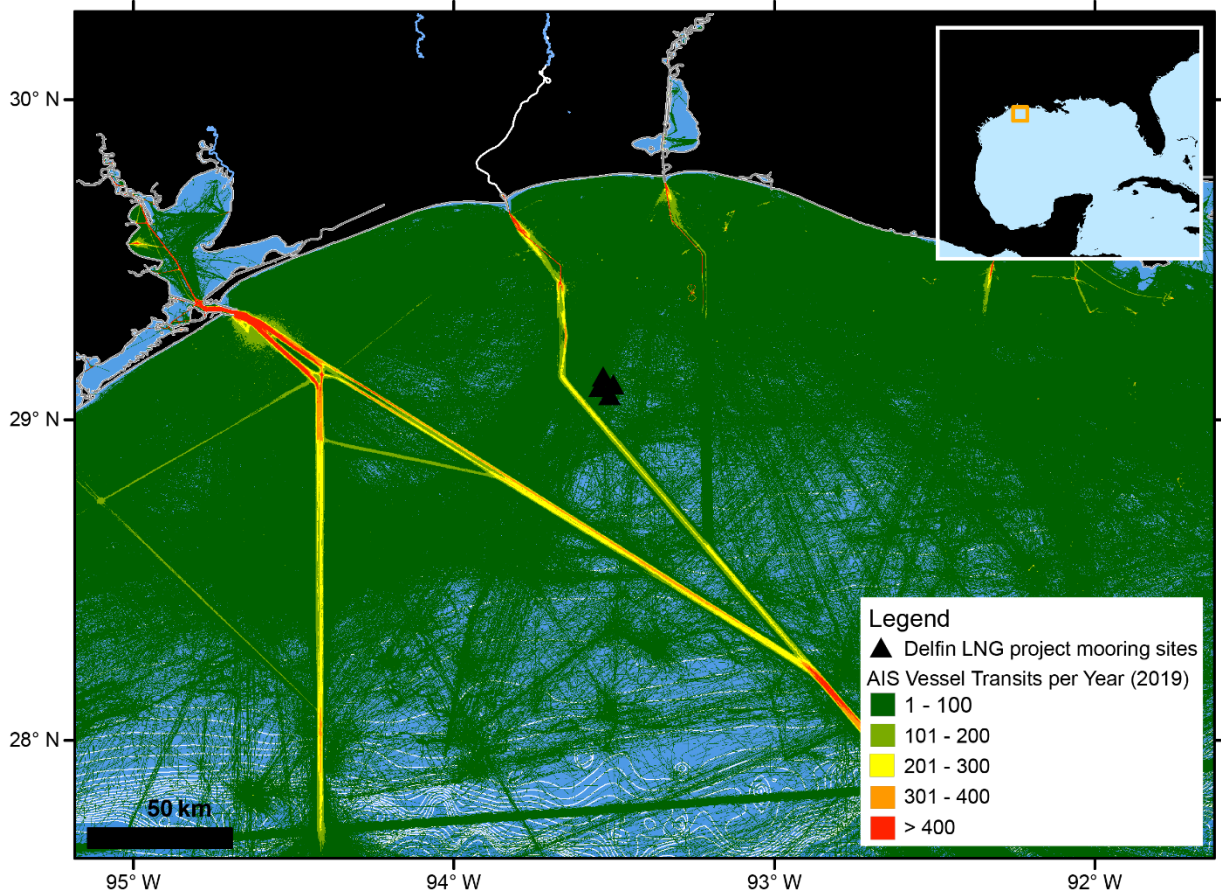 30° N
29° N
28° N
50 km
Legend
Delfin LNG project mooring sites
AIS Vessel Transits per Year (2019)
1 - 100
101 - 200
201 - 300
301 - 400
> 400
95° W
94° W
93° W
92° W